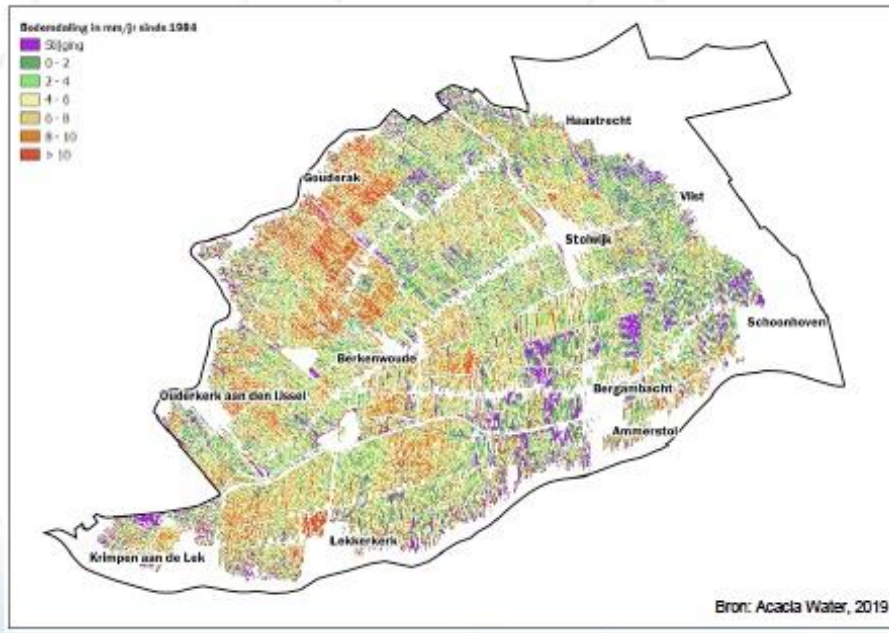 Bodemdaling in mm/jr sinds 1984
Stijging
0 - 2
2 - 4
4 - 6
6 - 8
8 - 10
> 10
Haastrecht
Gouderak
Vlist
Stolwijk
Schoonhoven
Berkenwoude
Bergambacht
Ouderkerk aan den IJssel
Ammerstol
Lekkerkerk
Krimpen aan de Lek
Bron: Acacia Water, 2019